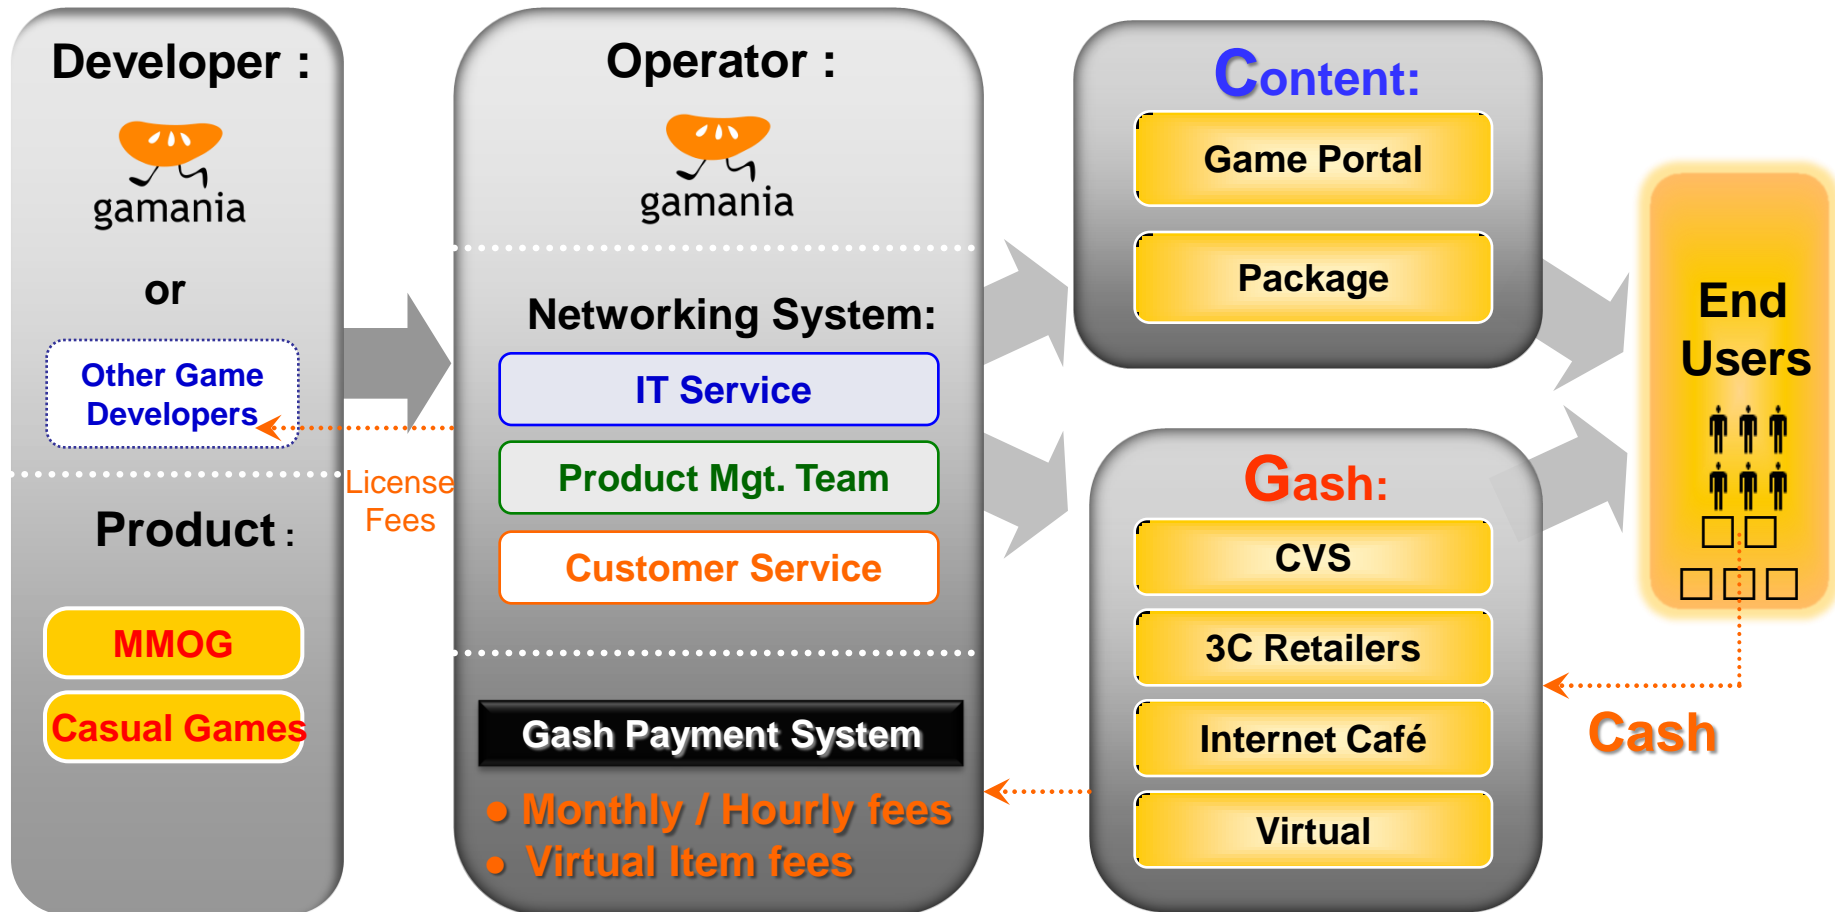 Developer :
gamania
or
Other Game
Developers
Product :
MMOG
Casual Games
License
Fees
Operator :
gamania
Networking System:
IT Service
Product Mgt. Team
Customer Service
Gash Payment System
● Monthly / Hourly fees
● Virtual Item fees
Content:
Game Portal
Package
Gash:
CVS
3C Retailers
Internet Café
Virtual
End
Users
Cash